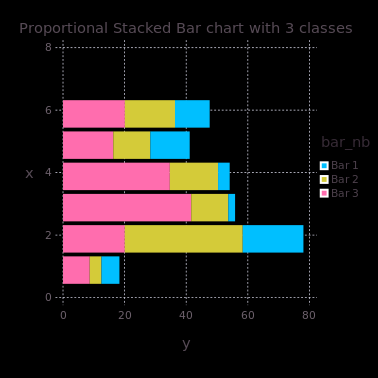 Proportional Stacked Bar chart with 3 classes
8
6
4
2
0
x
bar_nb
Bar 1
Bar 2
Bar 3
0 20 40 60 80
y